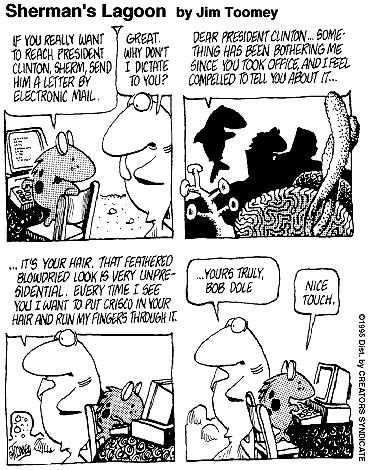 Sherman's Lagoon by Jim Toomey
IF YOU REALLY WANT
TO REACH PRESIDENT
CLINTON, SHERM, SEND
HIM A LETTER BY
ELECTRONIC MAIL.
GREAT.
WHY DON'T
I DICTATE
TO YOU?
DEAR PRESIDENT CLINTON... SOME-
THING HAS BEEN BOTHERING ME
SINCE YOU TOOK OFFICE, AND I FEEL
COMPELLED TO TELL YOU ABOUT IT...
... IT'S YOUR HAIR. THAT FEATHERED
BLOWDRIED LOOK IS VERY UNPRE-
SIDENTIAL. EVERY TIME I SEE
YOU I WANT TO PUT CRISCO IN YOUR
HAIR AND RUN MY FINGERS THROUGH IT.
TOOMEY
...YOURS TRULY,
BOB DOLE
NICE
TOUCH.
©1995 Dist. by CREATORS SYNDICATE